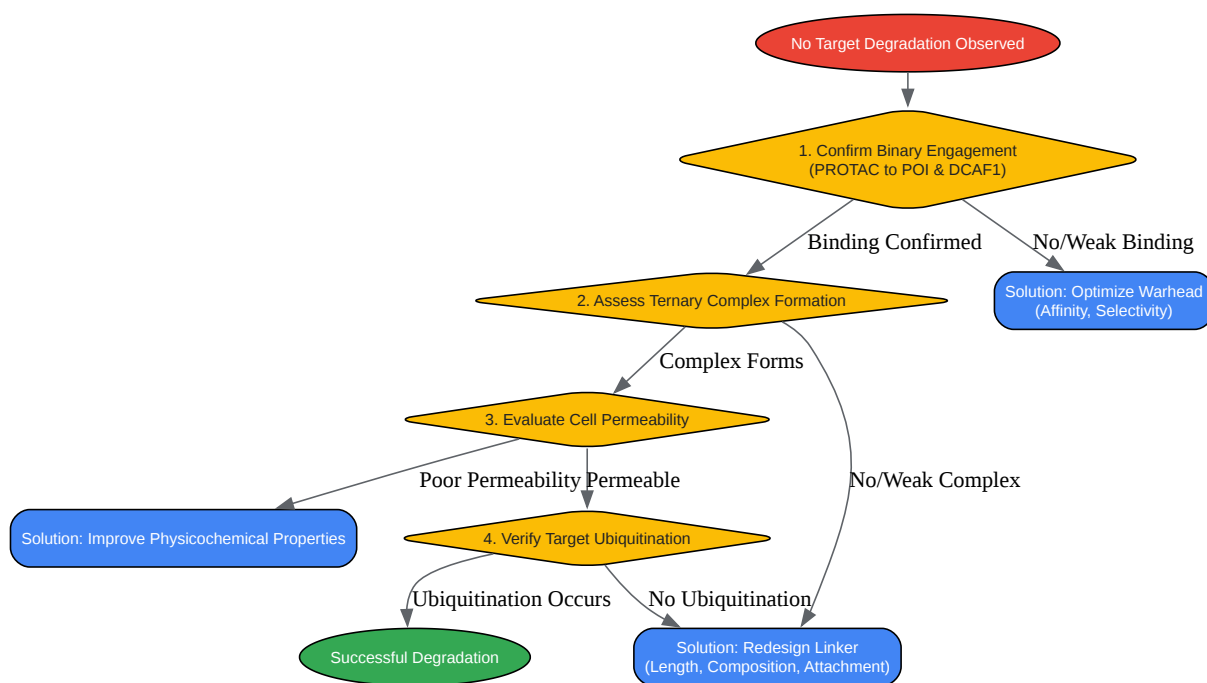 No Target Degradation Observed
1. Confirm Binary Engagement
(PROTAC to POI & DCAF1)
Binding Confirmed
No/Weak Binding
2. Assess Ternary Complex Formation
Solution: Optimize Warhead
(Affinity, Selectivity)
Complex Forms
3. Evaluate Cell Permeability
Poor Permeability
Permeable
No/Weak Complex
Solution: Improve Physicochemical Properties
4. Verify Target Ubiquitination
Ubiquitination Occurs
No Ubiquitination
Successful Degradation
Solution: Redesign Linker
(Length, Composition, Attachment)